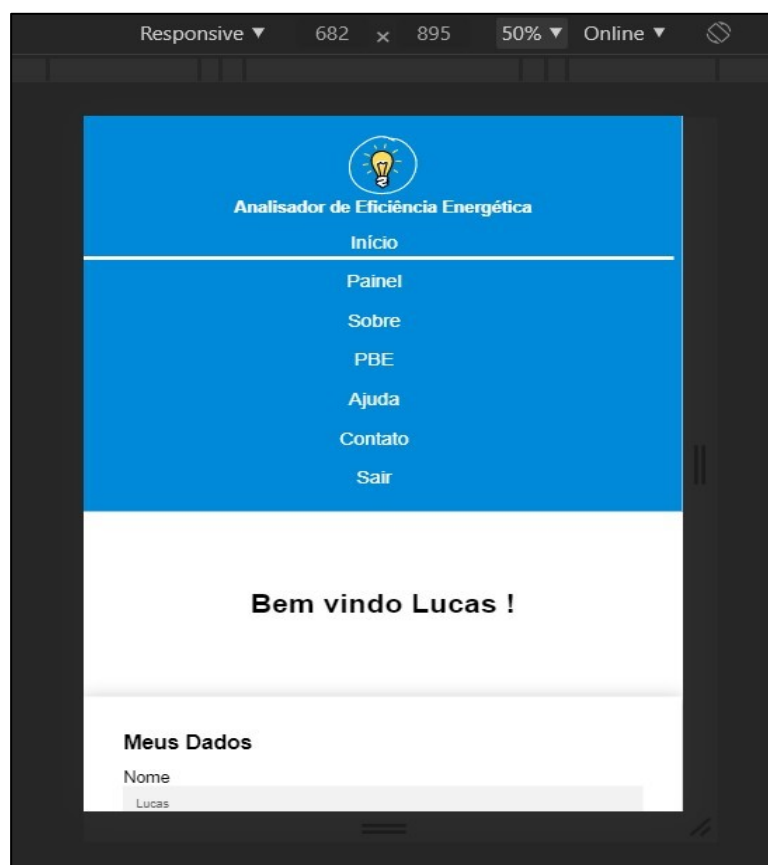 Responsive ▼ 682 × 895 50% ▼ Online ▼
Analisador de Eficiência Energética
Início
Painel
Sobre
PBE
Ajuda
Contato
Sair
Bem vindo Lucas !
Meus Dados
Nome
Lucas